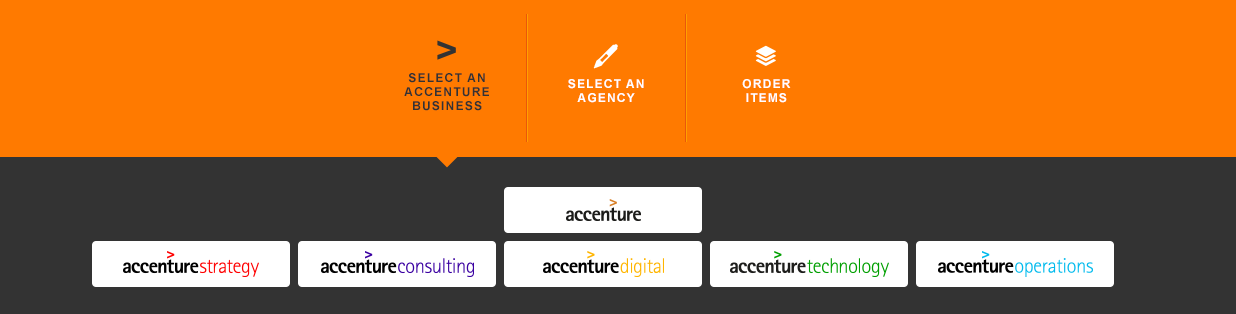 >
SELECT AN
ACCENTURE
BUSINESS
SELECT AN
AGENCY
ORDER
ITEMS
accenture
accenturestrategy
accentureconsulting
accenturedigital
accenturetechnology
accentureoperations